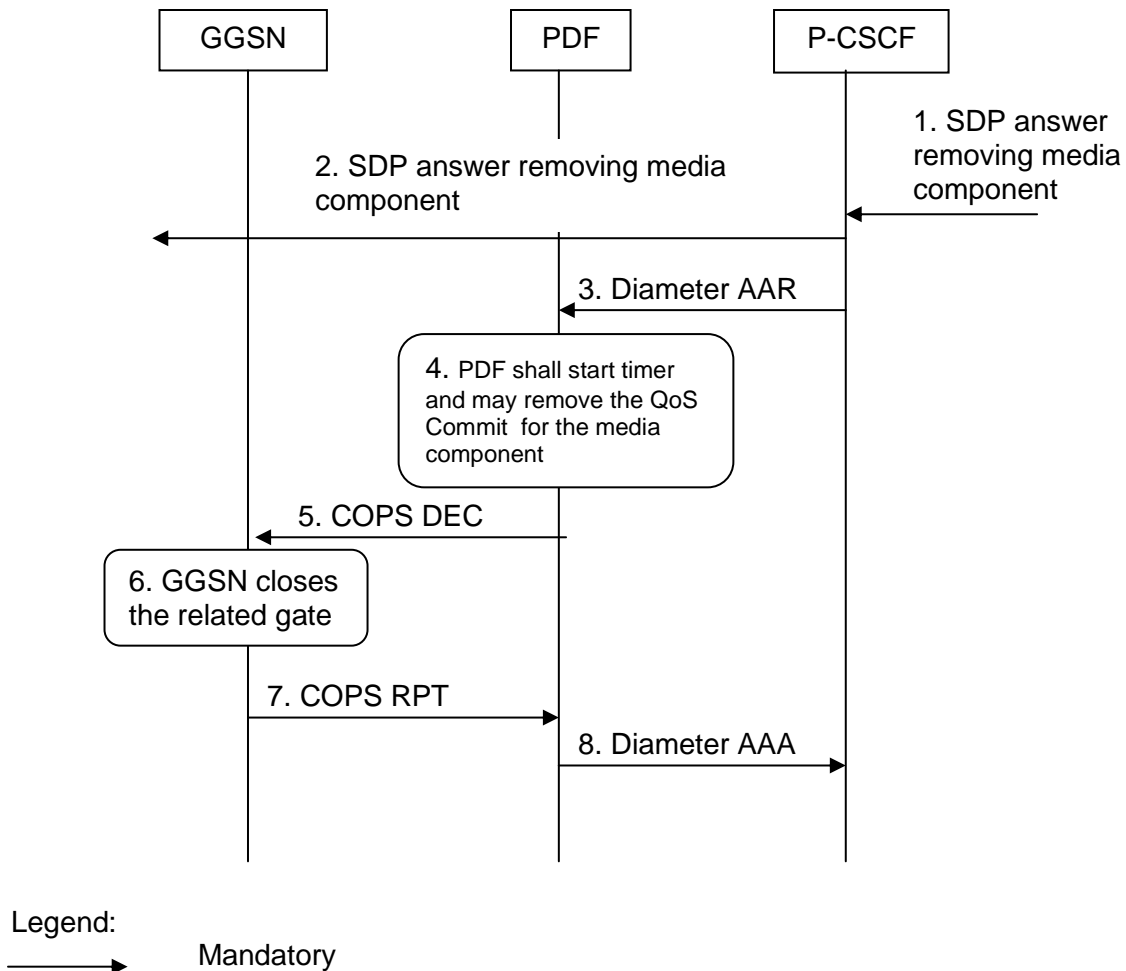 GGSN
PDF
P-CSCF
1. SDP answer
removing media
component
2. SDP answer removing media
component
3. Diameter AAR
4. PDF shall start timer
and may remove the QoS
Commit for the media
component
5. COPS DEC
6. GGSN closes
the related gate
7. COPS RPT
8. Diameter AAA
Legend:
Mandatory